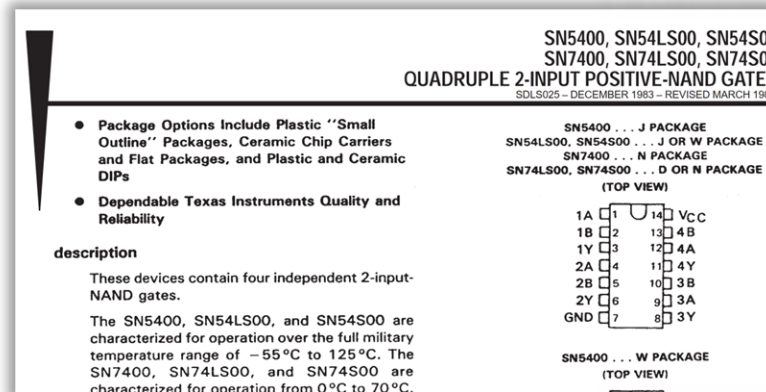 SN5400, SN54LS00, SN54S0
SN7400, SN74LS00, SN74S0
QUADRUPLE 2-INPUT POSITIVE-NAND GATE
SDLS025 – DECEMBER 1983 – REVISED MARCH 198
● Package Options Include Plastic ''Small
Outline'' Packages, Ceramic Chip Carriers
and Flat Packages, and Plastic and Ceramic
DIPs
● Dependable Texas Instruments Quality and
Reliability
description
These devices contain four independent 2-input-
NAND gates.
The SN5400, SN54LS00, and SN54S00 are
characterized for operation over the full military
temperature range of −55°C to 125°C. The
SN7400, SN74LS00, and SN74S00 are
characterized for operation from 0°C to 70°C.
SN5400 . . . J PACKAGE
SN54LS00, SN54S00 . . . J OR W PACKAGE
SN7400 . . . N PACKAGE
SN74LS00, SN74S00 . . . D OR N PACKAGE
(TOP VIEW)
1A 1 14 VCC
1B 2 13 4B
1Y 3 12 4A
2A 4 11 4Y
2B 5 10 3B
2Y 6 9 3A
GND 7 8 3Y
SN5400 . . . W PACKAGE
(TOP VIEW)